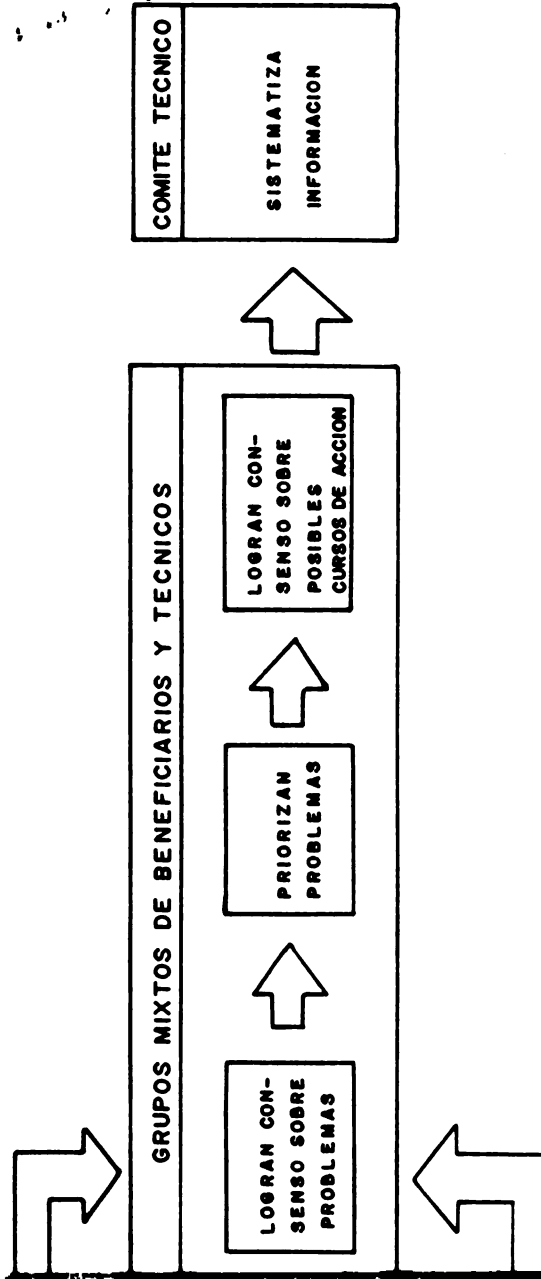 GRUPOS MIXTOS DE BENEFICIARIOS Y TECNICOS
LOGRAN CON-
SENSO SOBRE
PROBLEMAS
PRIORIZAN
PROBLEMAS
LOGRAN CON-
SENSO SOBRE
POSIBLES
CURSOS DE ACCION
COMITE TECNICO
SISTEMATIZA
INFORMACION